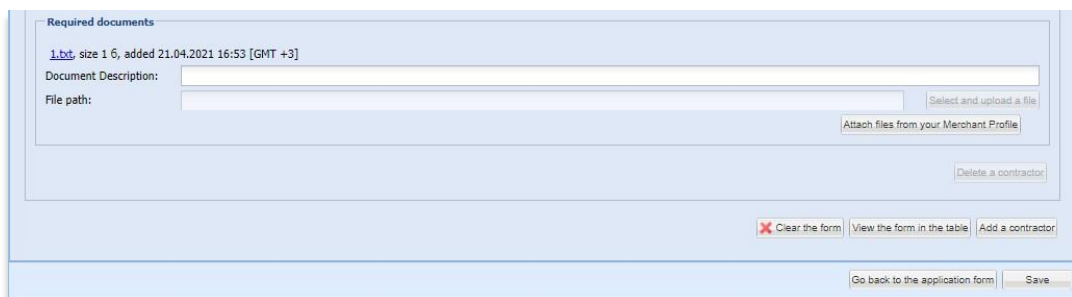 Required documents
1.txt, size 1 б, added 21.04.2021 16:53 [GMT +3]
Document Description:
File path:
Select and upload a file
Attach files from your Merchant Profile
Delete a contractor
Clear the form View the form in the table Add a contractor
Go back to the application form Save